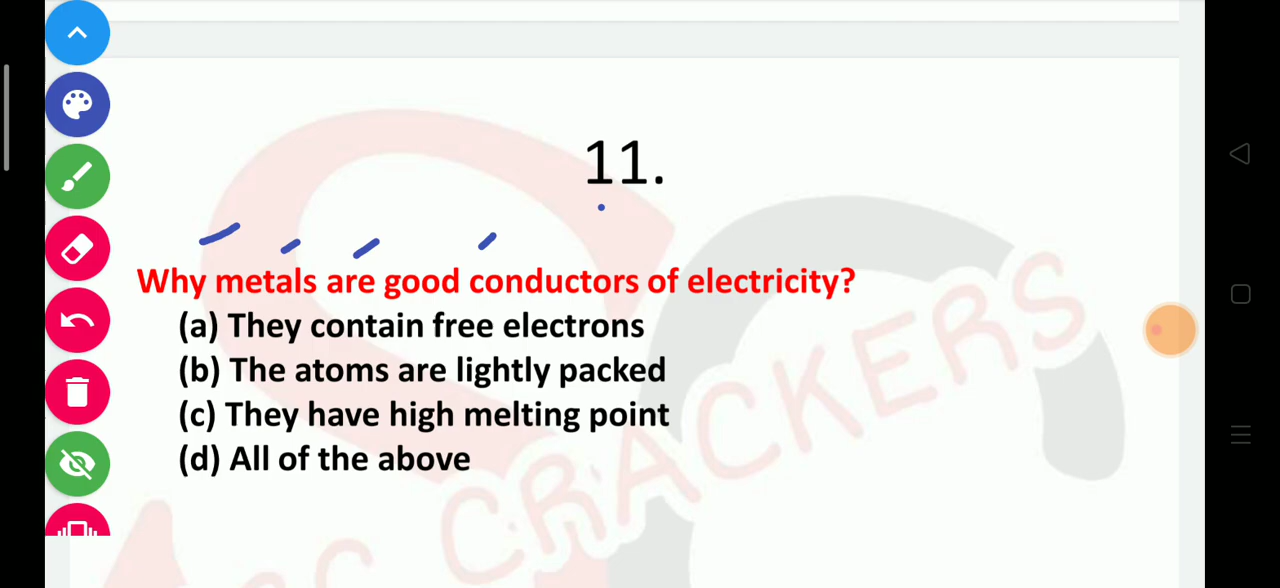 11.
Why metals are good conductors of electricity?
(a) They contain free electrons
(b) The atoms are lightly packed
(c) They have high melting point
(d) All of the above
CRACKERS